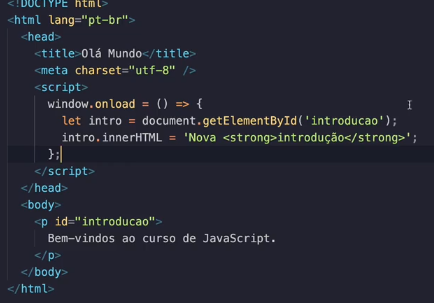 <!DOCTYPE html>
<html lang="pt-br">
<head>
<title>Olá Mundo</title>
<meta charset="utf-8" />
<script>
window.onload = () => {
let intro = document.getElementById('introducao');
intro.innerHTML = 'Nova <strong>introdução</strong>';
};
</script>
</head>
<body>
<p id="introducao">
Bem-vindos ao curso de JavaScript.
</p>
</body>
</html>